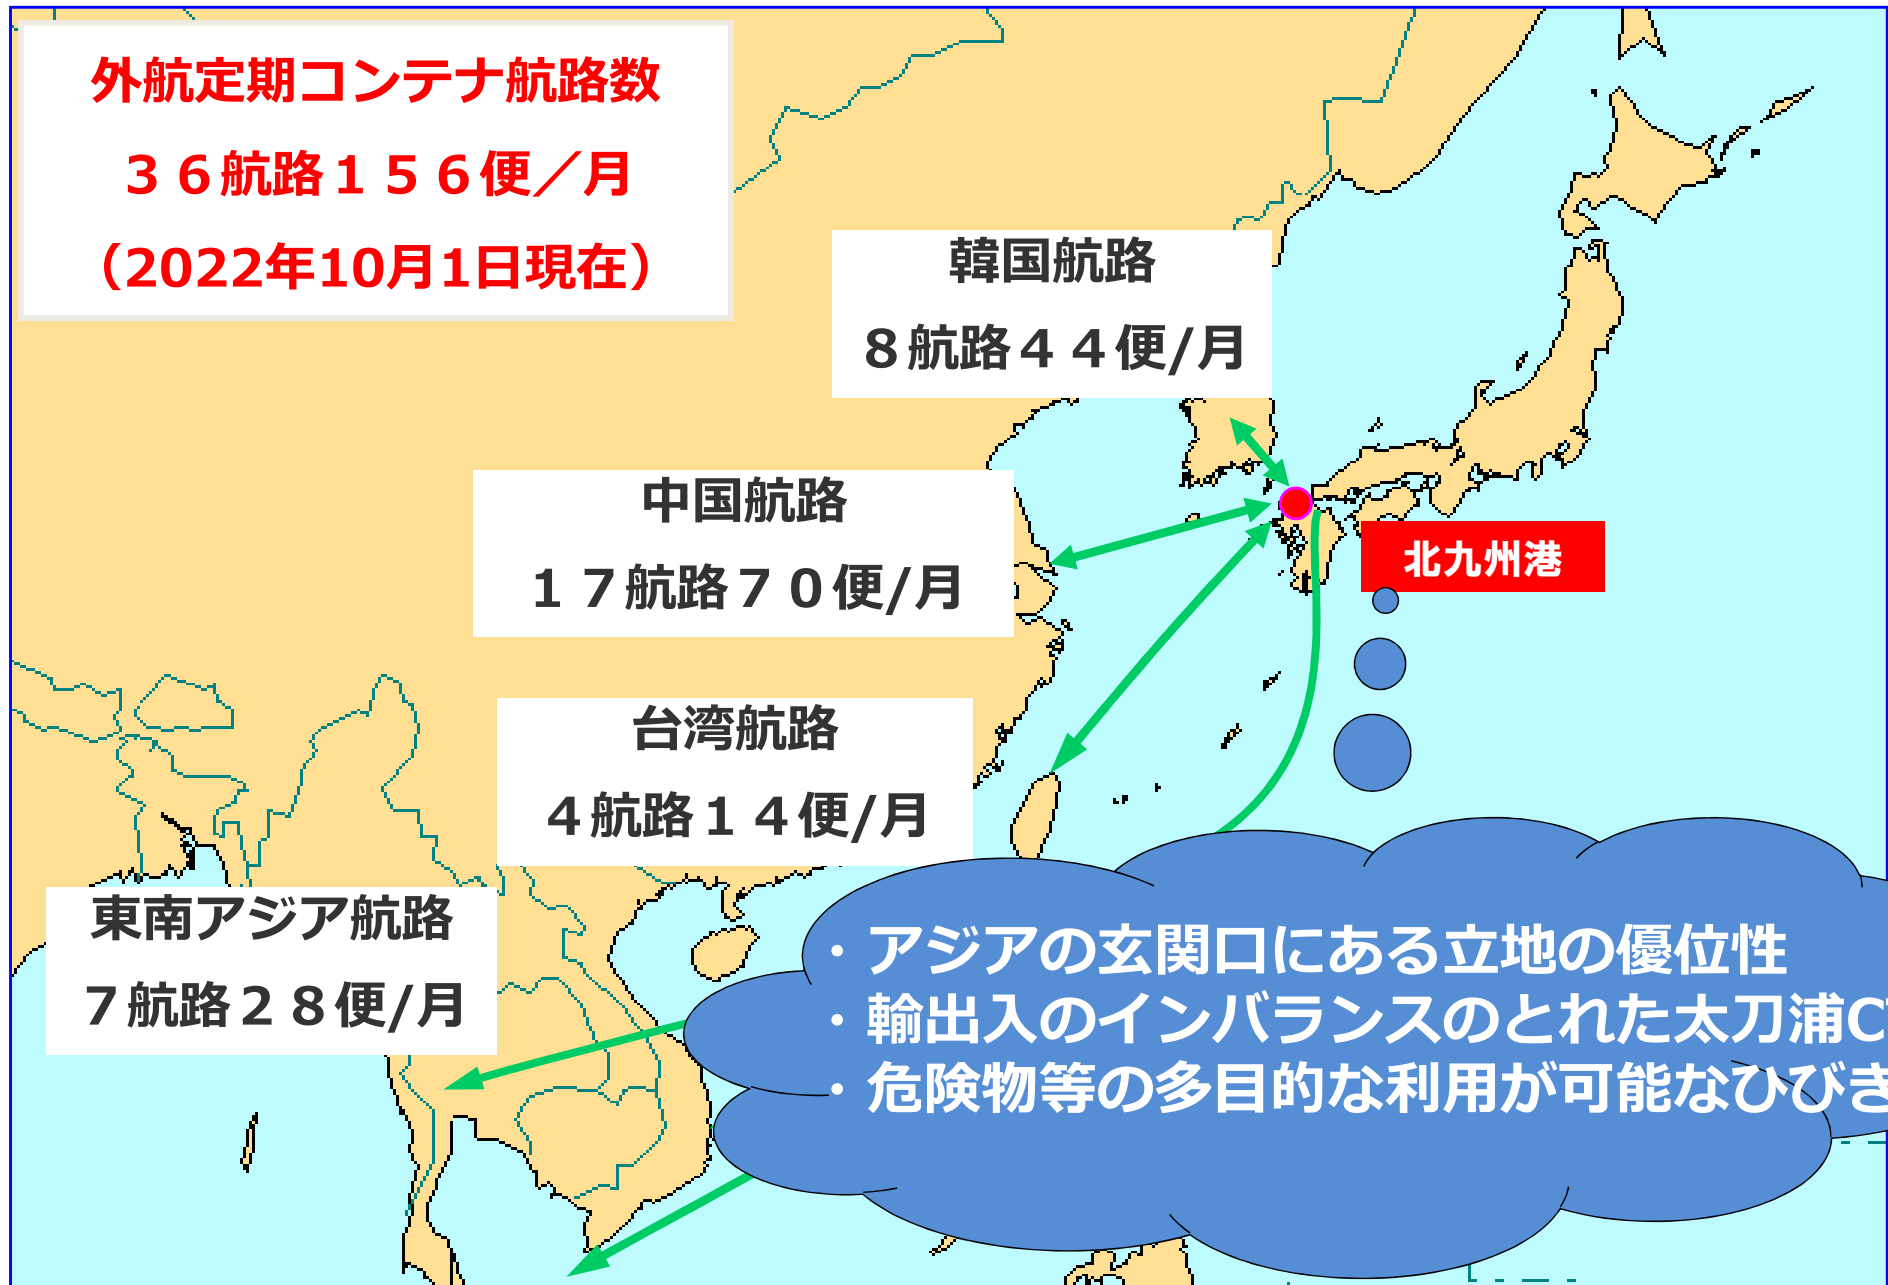 外航定期コンテナ航路数
３６航路１５６便／月
（2022年10月1日現在）
韓国航路
８航路４４便/月
中国航路
１７航路７０便/月
北九州港
台湾航路
４航路１４便/月
東南アジア航路
７航路２８便/月
・アジアの玄関口にある立地の優位性
・輸出入のインバランスのとれた太刀浦C
・危険物等の多目的な利用が可能なひびき